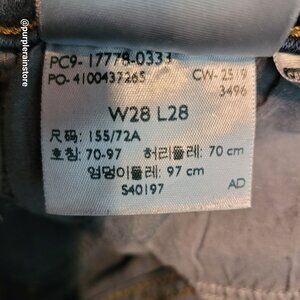 @purplerainstore
PC9-17778-0333
PO-4100437265 CW-2519
3496
W28 L28
尺码: 155/72A
호칭: 70-97 허리둘레: 70 cm
엉덩이둘레: 97 cm
S40197 AD